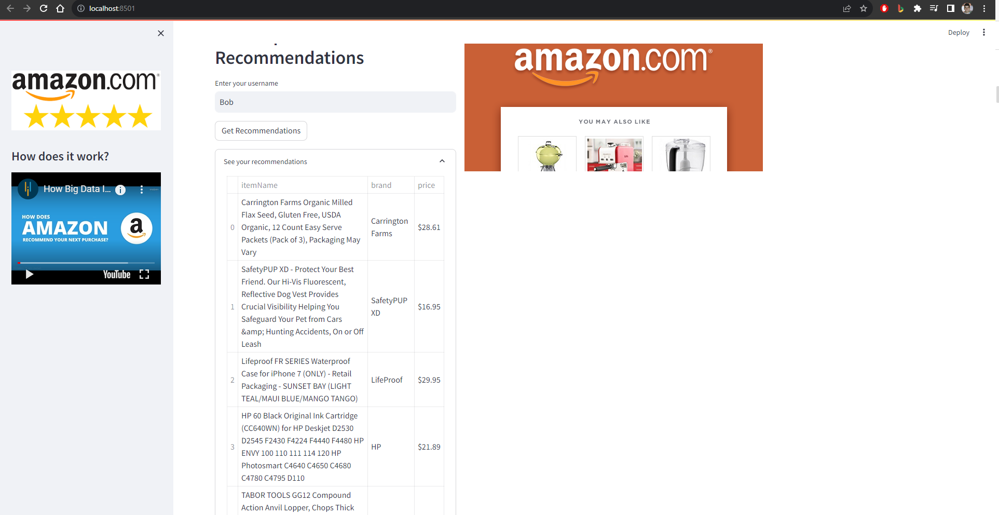 localhost:8501
Deploy
amazon.com
How does it work?
How Big Data I...
HOW DOES
AMAZON
RECOMMEND YOUR NEXT PURCHASE?
a
YouTube
Recommendations
Enter your username
Bob
Get Recommendations
See your recommendations
itemName brand price
0 Carrington Farms Organic Milled
Flax Seed, Gluten Free, USDA
Organic, 12 Count Easy Serve
Packets (Pack of 3), Packaging May
Vary
Carrington
Farms
$28.61
1 SafetyPUP XD - Protect Your Best
Friend. Our Hi-Vis Fluorescent,
Reflective Dog Vest Provides
Crucial Visibility Helping You
Safeguard Your Pet from Cars
&amp; Hunting Accidents, On or Off
Leash
SafetyPUP
XD
$16.95
2 Lifeproof FR SERIES Waterproof
Case for iPhone 7 (ONLY) - Retail
Packaging - SUNSET BAY (LIGHT
TEAL/MAUI BLUE/MANGO TANGO)
LifeProof
$29.95
3 HP 60 Black Original Ink Cartridge
(CC640WN) for HP Deskjet D2530
D2545 F2430 F4224 F4440 F4480 HP
ENVY 100 110 111 114 120 HP
Photosmart C4640 C4650 C4680
C4780 C4795 D110
HP
$21.89
TABOR TOOLS GG12 Compound
Action Anvil Lopper, Chops Thick
amazon.com®
YOU MAY ALSO LIKE